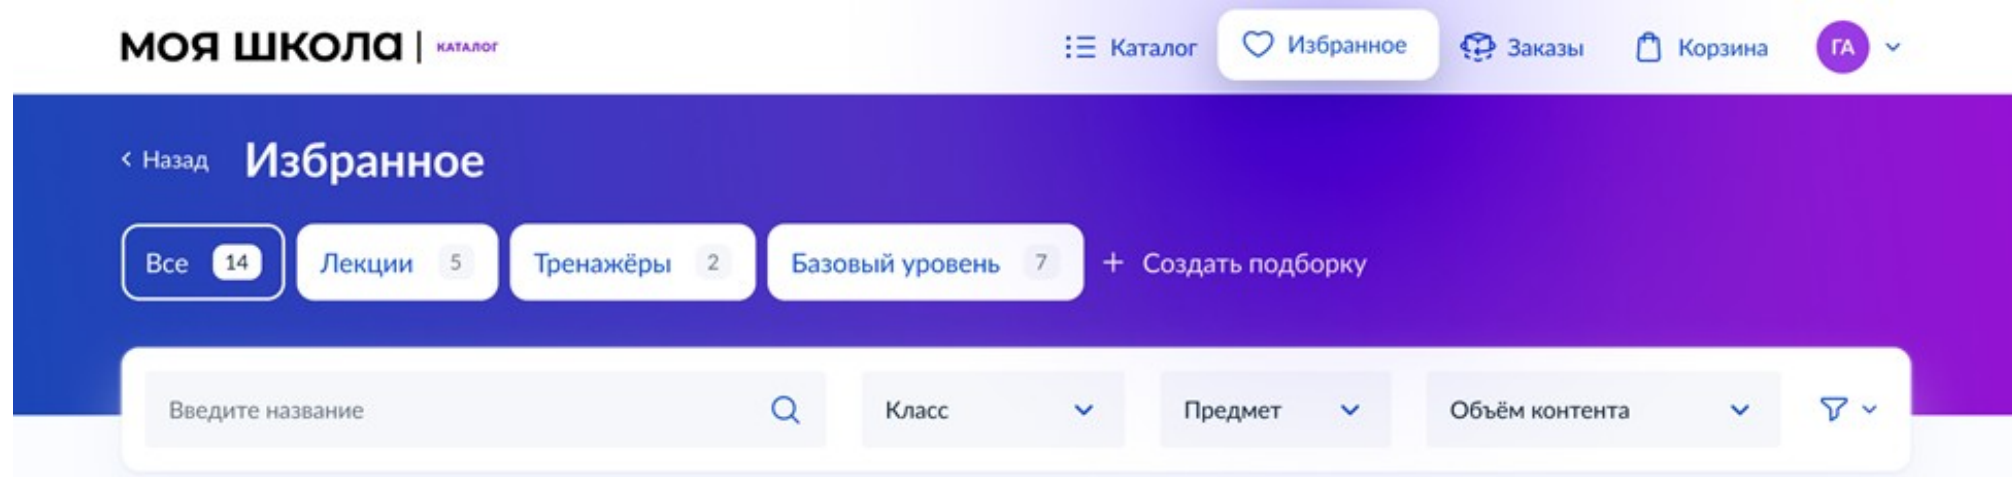 МОЯ ШКОЛА | КАТАЛОГ Каталог Избранное Заказы Корзина ГА
Назад Избранное
Все 14 Лекции 5 Тренажёры 2 Базовый уровень 7 + Создать подборку
Введите название Класс Предмет Объём контента